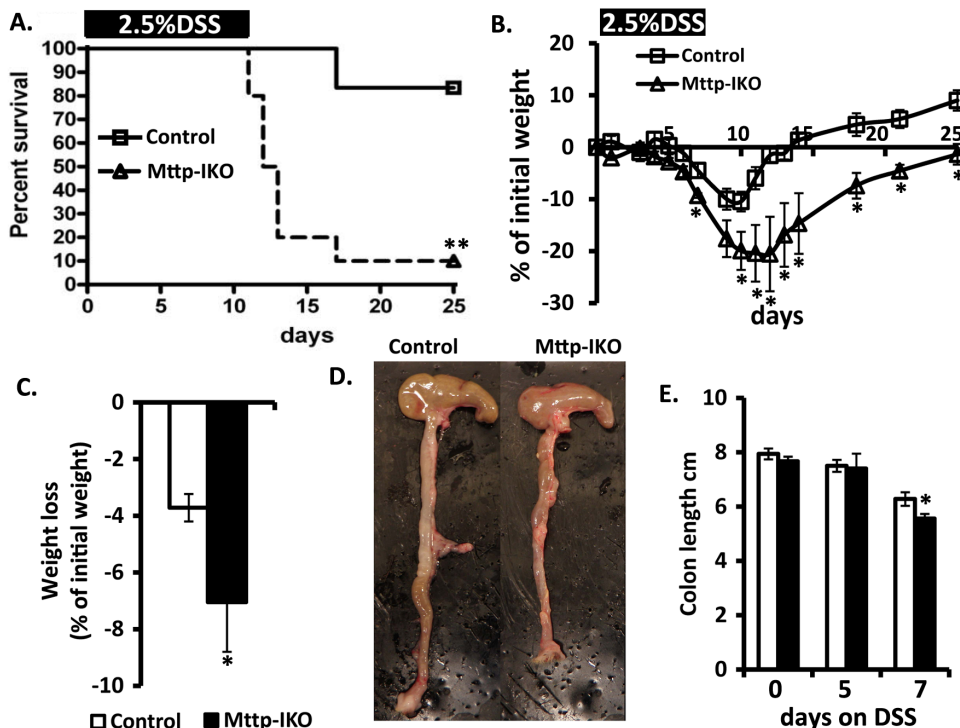 A.
2.5%DSS
Percent survival
100
90
80
70
60
50
40
30
20
10
0
Control
Mttp-IKO
**
0 5 10 15 20 25
days
B.
2.5%DSS
% of initial weight
20
10
0
-10
-20
-30
Control
Mttp-IKO
5 10 15 20 25
* * * * * * * * *
days
C.
Weight loss
(% of initial weight)
0
-2
-4
-6
-8
-10
*
Control Mttp-IKO
D.
Control Mttp-IKO
E.
Colon length cm
10
8
6
4
2
0
*
0 5 7
days on DSS